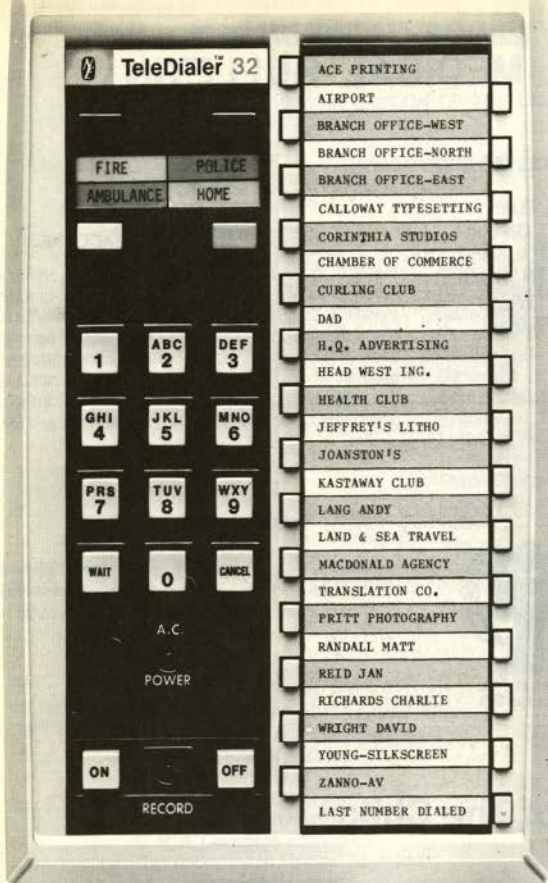 TeleDialer™ 32
FIRE POLICE
AMBULANCE HOME
1 ABC 2 DEF 3
GHI 4 JKL 5 MNO 6
PRS 7 TUV 8 WXY 9
WAIT 0 CANCEL
A.C.
POWER
ON OFF
RECORD
ACE PRINTING
AIRPORT
BRANCH OFFICE-WEST
BRANCH OFFICE-NORTH
BRANCH OFFICE-EAST
CALLOWAY TYPESETTING
CORINTHIA STUDIOS
CHAMBER OF COMMERCE
CURLING CLUB
DAD
H.Q. ADVERTISING
HEAD WEST ING.
HEALTH CLUB
JEFFREY'S LITHO
JOANSTON'S
KASTAWAY CLUB
LANG ANDY
LAND & SEA TRAVEL
MACDONALD AGENCY
TRANSLATION CO.
PRITT PHOTOGRAPHY
RANDALL MATT
REID JAN
RICHARDS CHARLIE
WRIGHT DAVID
YOUNG-SILKSCREEN
ZANNO-AV
LAST NUMBER DIALED